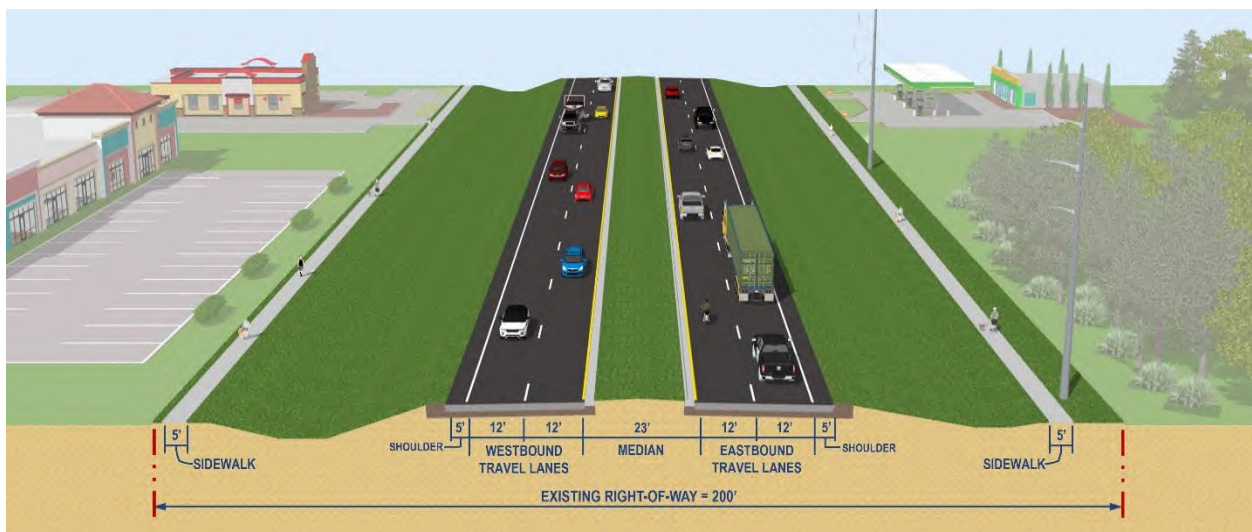 5'
12'
12'
23'
12'
12'
5'
5'
SIDEWALK
SHOULDER
WESTBOUND
TRAVEL LANES
MEDIAN
EASTBOUND
TRAVEL LANES
SHOULDER
5'
SIDEWALK
EXISTING RIGHT-OF-WAY = 200'